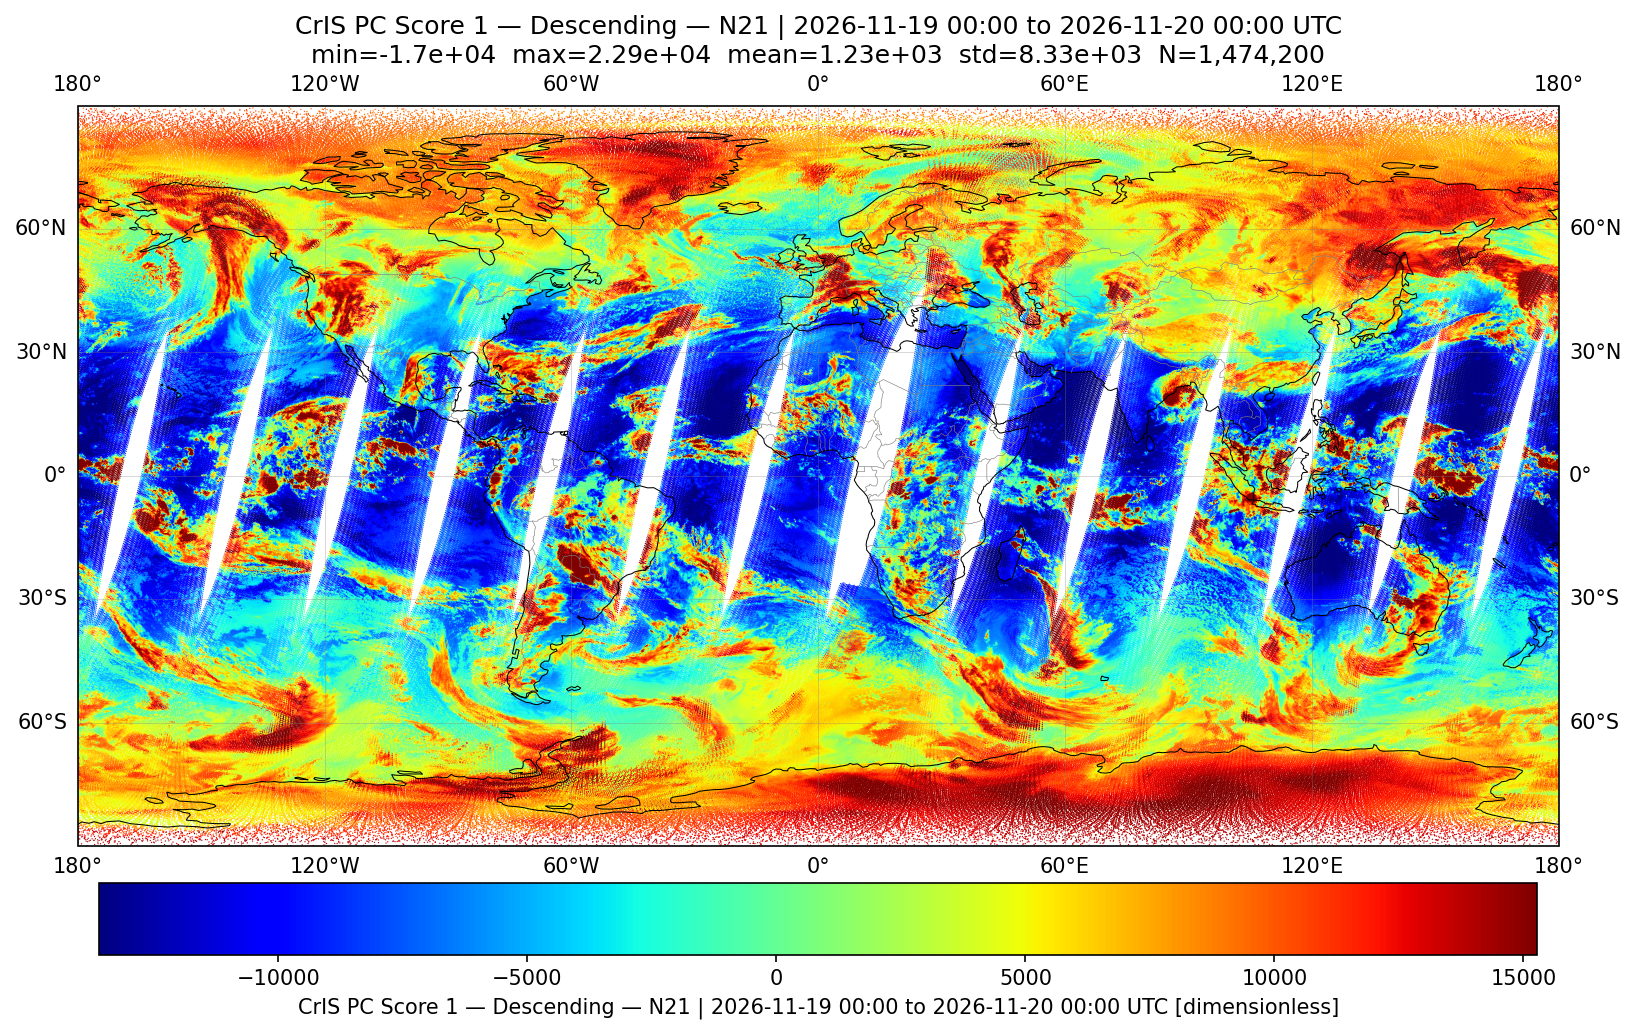 CrIS PC Score 1 — Descending — N21 | 2026-11-19 00:00 to 2026-11-20 00:00 UTC
min=-1.7e+04  max=2.29e+04  mean=1.23e+03  std=8.33e+03  N=1,474,200
180° 120°W 60°W 0° 60°E 120°E 180°
60°N 60°N
30°N 30°N
0° 0°
30°S 30°S
60°S 60°S
180° 120°W 60°W 0° 60°E 120°E 180°
−10000 −5000 0 5000 10000 15000
CrIS PC Score 1 — Descending — N21 | 2026-11-19 00:00 to 2026-11-20 00:00 UTC [dimensionless]